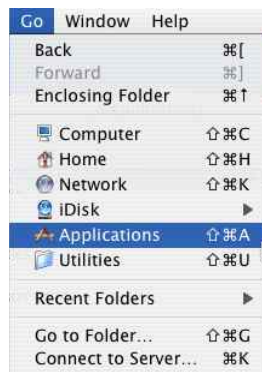 Go Window Help
Back ⌘[
Forward ⌘]
Enclosing Folder ⌘↑
Computer ⇧⌘C
Home ⇧⌘H
Network ⇧⌘K
iDisk ▶
Applications ⇧⌘A
Utilities ⇧⌘U
Recent Folders ▶
Go to Folder... ⇧⌘G
Connect to Server... ⌘K